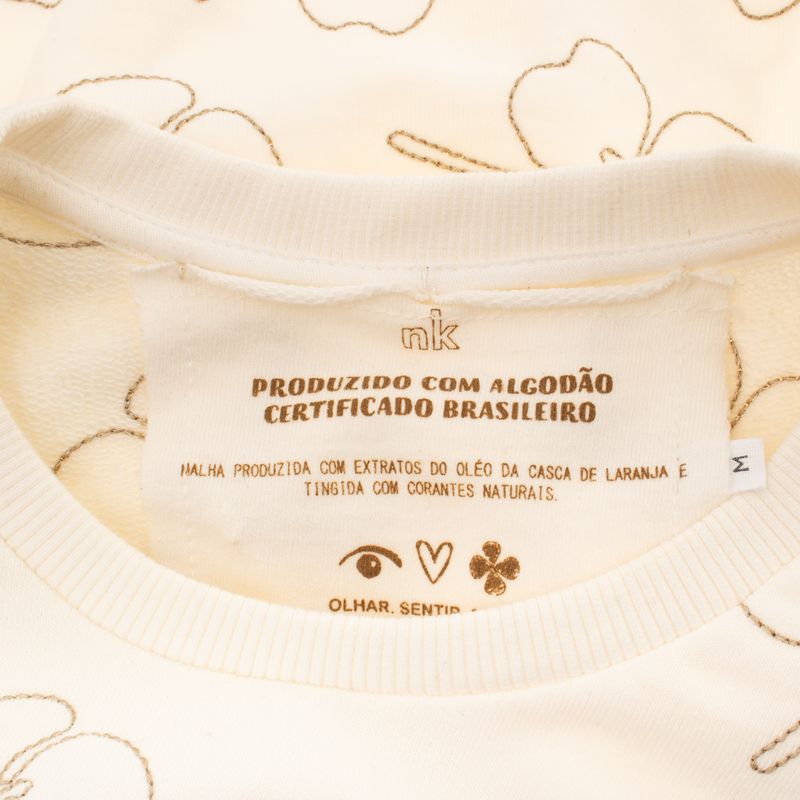 nk
PRODUZIDO COM ALGODÃO
CERTIFICADO BRASILEIRO
MALHA PRODUZIDA COM EXTRATOS DO OLÉO DA CASCA DE LARANJA E
TINGIDA COM CORANTES NATURAIS.
M
OLHAR. SENTIR.